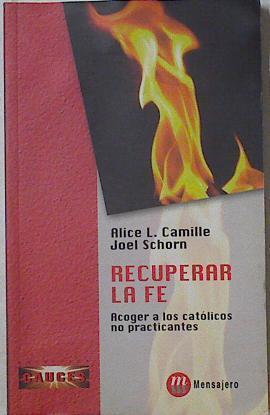 Alice L. Camille
Joel Schorn
RECUPERAR
LA FE
Acoger a los católicos
no practicantes
CAUCES
m
Mensajero